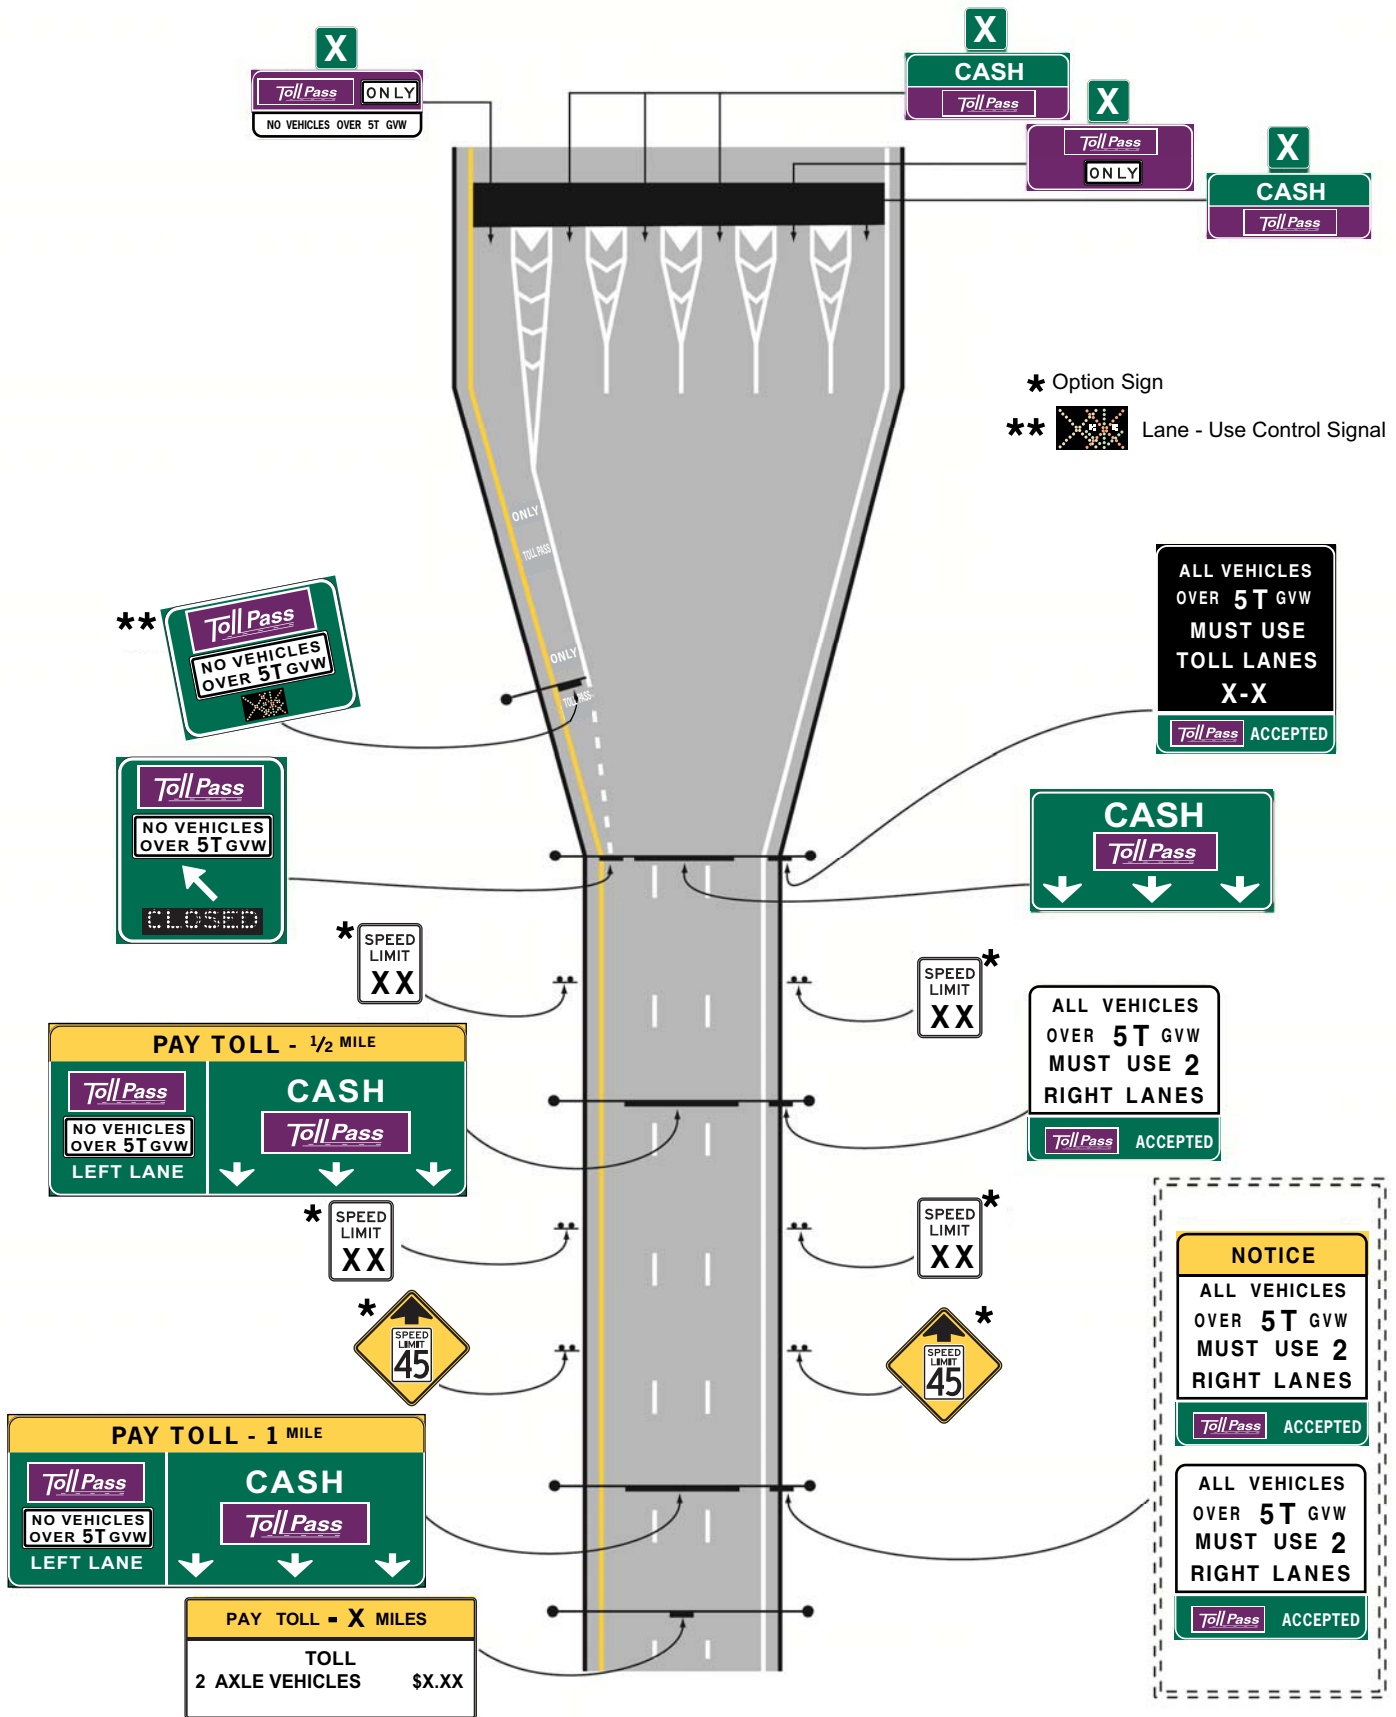 X
Toll Pass ONLY
NO VEHICLES OVER 5T GVW
X
CASH
Toll Pass
X
Toll Pass
ONLY
X
CASH
Toll Pass
* Option Sign
** Lane - Use Control Signal
ONLY
TOLL PASS
ONLY
TOLL PASS
**
Toll Pass
NO VEHICLES
OVER 5T GVW
ALL VEHICLES
OVER 5T GVW
MUST USE
TOLL LANES
X-X
Toll Pass ACCEPTED
Toll Pass
NO VEHICLES
OVER 5T GVW
CLOSED
CASH
Toll Pass
*
SPEED
LIMIT
XX
*
SPEED
LIMIT
XX
ALL VEHICLES
OVER 5T GVW
MUST USE 2
RIGHT LANES
Toll Pass ACCEPTED
PAY TOLL - 1/2 MILE
Toll Pass
NO VEHICLES
OVER 5T GVW
LEFT LANE
CASH
Toll Pass
*
SPEED
LIMIT
XX
*
SPEED
LIMIT
XX
*
SPEED
LIMIT
45
*
SPEED
LIMIT
45
NOTICE
ALL VEHICLES
OVER 5T GVW
MUST USE 2
RIGHT LANES
Toll Pass ACCEPTED
ALL VEHICLES
OVER 5T GVW
MUST USE 2
RIGHT LANES
Toll Pass ACCEPTED
PAY TOLL - 1 MILE
Toll Pass
NO VEHICLES
OVER 5T GVW
LEFT LANE
CASH
Toll Pass
PAY TOLL - X MILES
TOLL
2 AXLE VEHICLES $X.XX